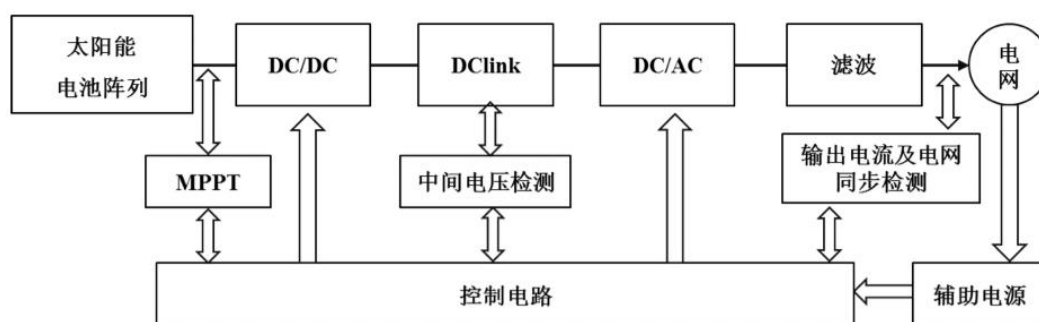 太阳能
电池阵列
DC/DC
DClink
DC/AC
滤波
电
网
MPPT
中间电压检测
输出电流及电网
同步检测
控制电路
辅助电源